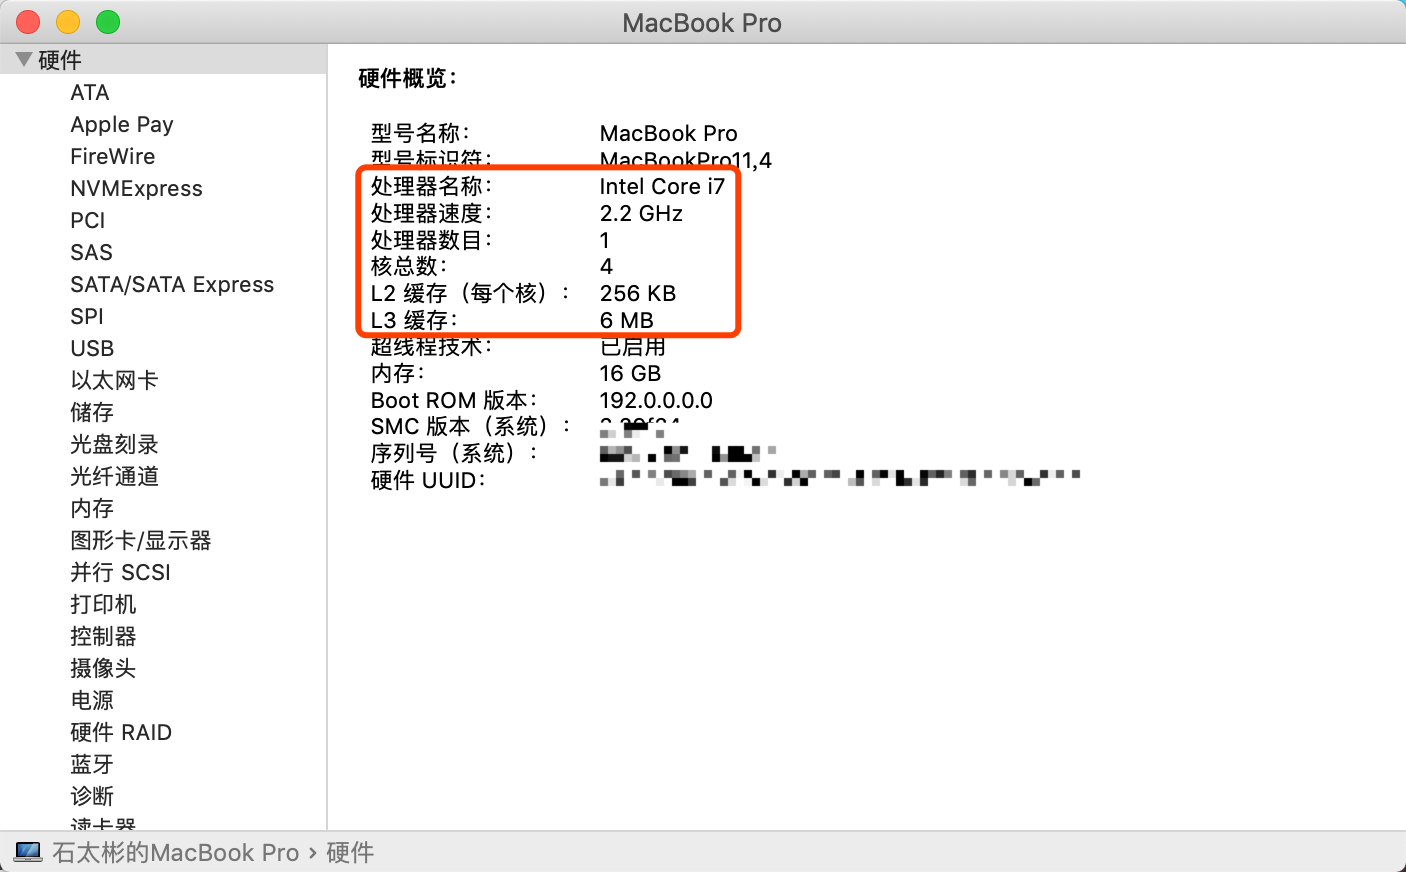 MacBook Pro
硬件
ATA
Apple Pay
FireWire
NVMExpress
PCI
SAS
SATA/SATA Express
SPI
USB
以太网卡
储存
光盘刻录
光纤通道
内存
图形卡/显示器
并行 SCSI
打印机
控制器
摄像头
电源
硬件 RAID
蓝牙
诊断
读卡器
硬件概览：
型号名称： MacBook Pro
型号标识符： MacBookPro11,4
处理器名称： Intel Core i7
处理器速度： 2.2 GHz
处理器数目： 1
核总数： 4
L2 缓存（每个核）： 256 KB
L3 缓存： 6 MB
超线程技术： 已启用
内存： 16 GB
Boot ROM 版本： 192.0.0.0.0
SMC 版本（系统）：
序列号（系统）：
硬件 UUID：
石太彬的MacBook Pro › 硬件